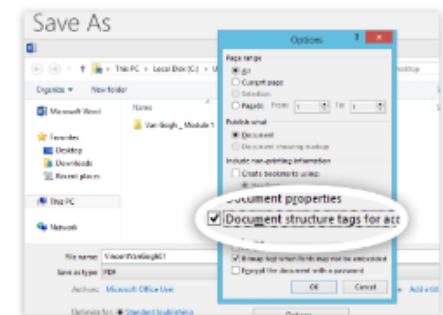 Save As
Options
Page range
All
Current page
Selection
Page(s) From: 1 To: 1
Publish what
Document
Document showing markup
Include non-printing information
Create bookmarks using:
Document properties
Document structure tags for acc
Bitmap text when fonts may not be embedded
Encrypt the document with a password
OK Cancel
This PC Local Disk (C:)
Organize New folder
Microsoft Word
Favorites
Desktop
Downloads
Recent places
This PC
Network
Name
Van Gogh_ Module 1
File name: VincentVanGogh01
Save as type: PDF
Authors: Microsoft Office User
Optimize for: Standard (publishing
Options